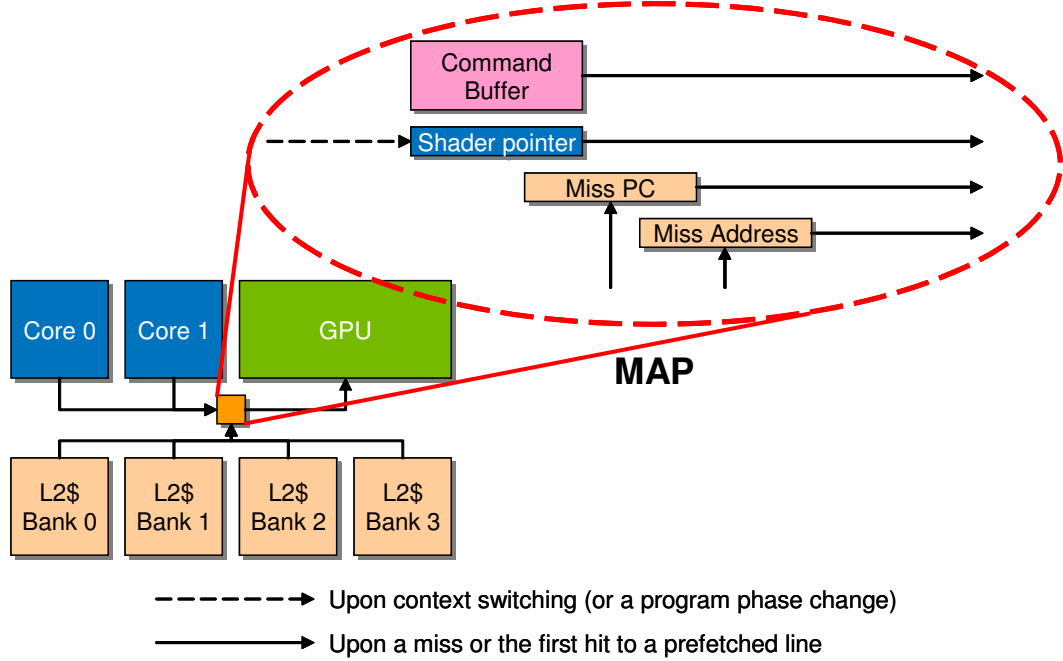 Command
Buffer
Shader pointer
Miss PC
Miss Address
Core 0
Core 1
GPU
MAP
L2$
Bank 0
L2$
Bank 1
L2$
Bank 2
L2$
Bank 3
Upon context switching (or a program phase change)
Upon a miss or the first hit to a prefetched line